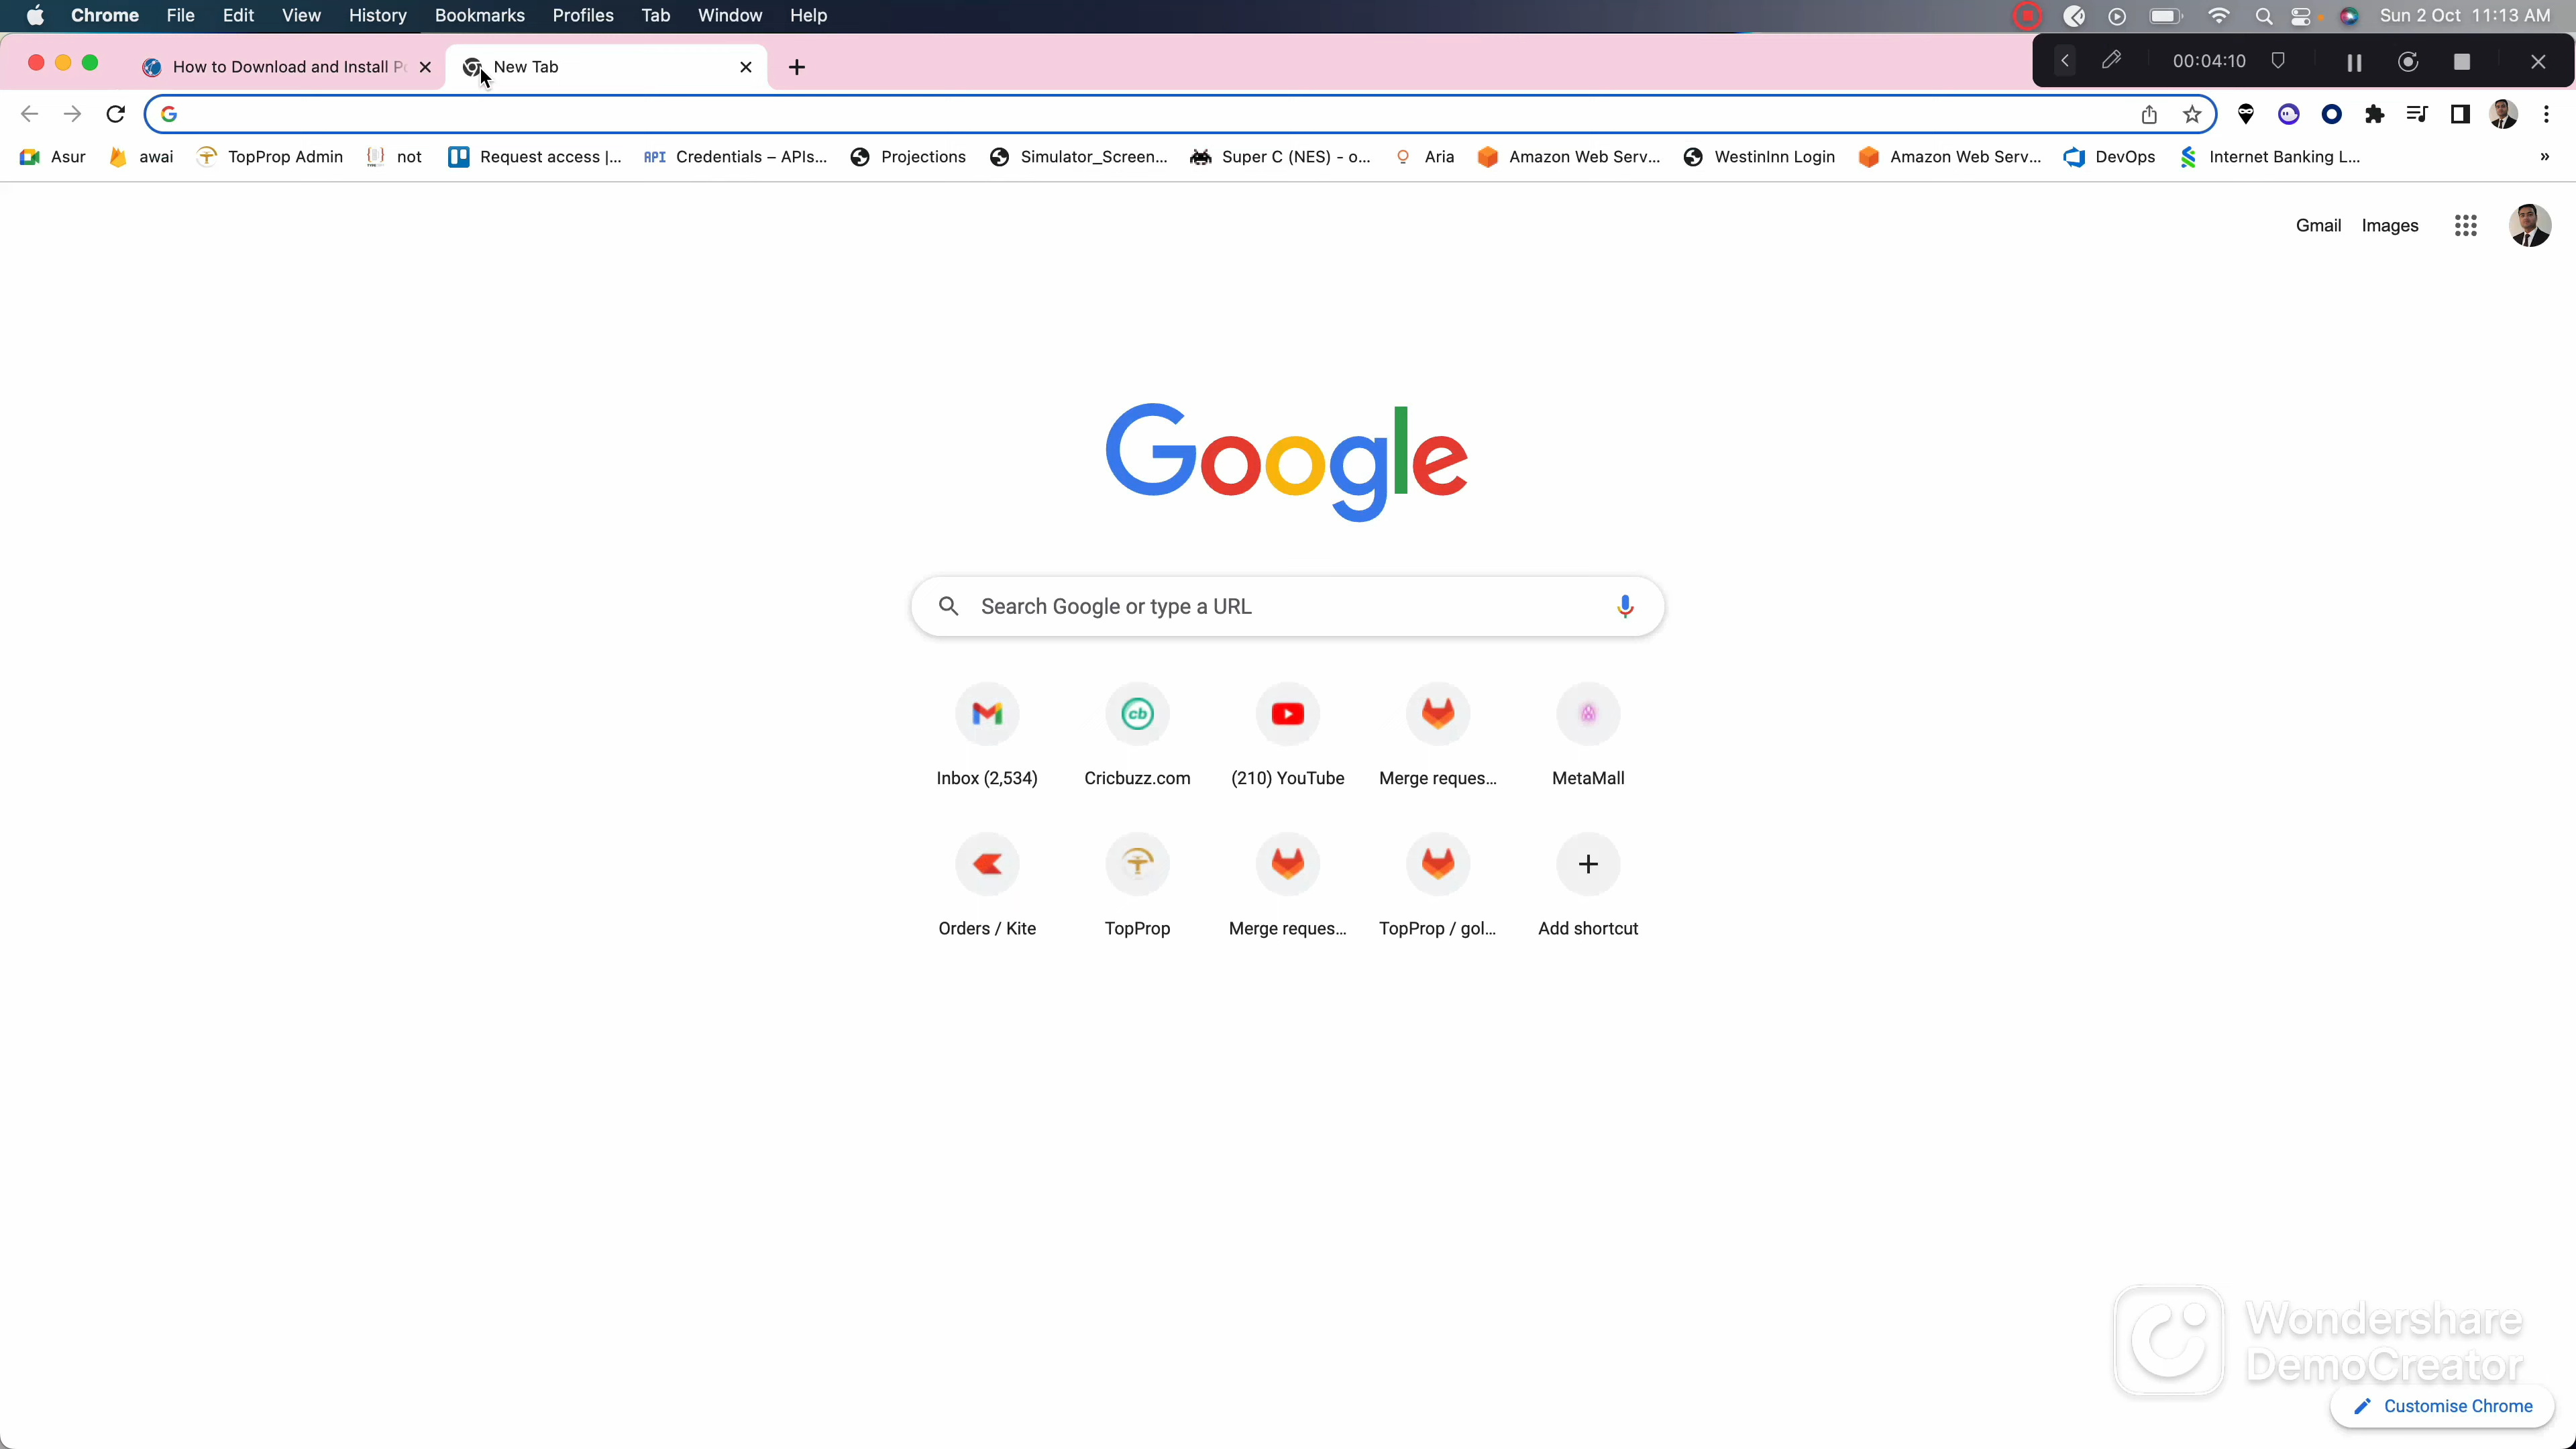 Chrome File Edit View History Bookmarks Profiles Tab Window Help Sun 2 Oct 11:13 AM
How to Download and Install Po New Tab 00:04:10
Asur awai TopProp Admin not Request access |... API Credentials – APIs... Projections Simulator_Screen... Super C (NES) - o... Aria Amazon Web Serv... WestinInn Login Amazon Web Serv... DevOps Internet Banking L... »
Gmail Images
Google
Search Google or type a URL
cb
Inbox (2,534) Cricbuzz.com (210) YouTube Merge reques... MetaMall
Orders / Kite TopProp Merge reques... TopProp / gol... Add shortcut
Wondershare
DemoCreator
Customise Chrome